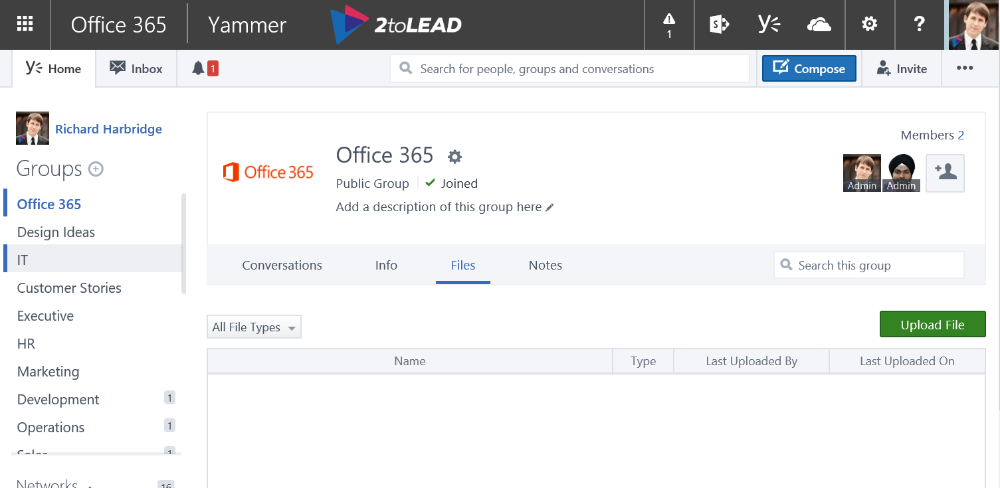 Office 365
Yammer
2toLEAD
1
S
?
Home
Inbox
1
Search for people, groups and conversations
Compose
Invite
Richard Harbridge
Groups
Office 365
Design Ideas
IT
Customer Stories
Executive
HR
Marketing
Development 1
Operations 1
Sales 1
Networks 16
Office 365
Office 365
Public Group
Joined
Add a description of this group here
Members 2
Admin
Admin
Conversations
Info
Files
Notes
Search this group
All File Types
Upload File
Name
Type
Last Uploaded By
Last Uploaded On